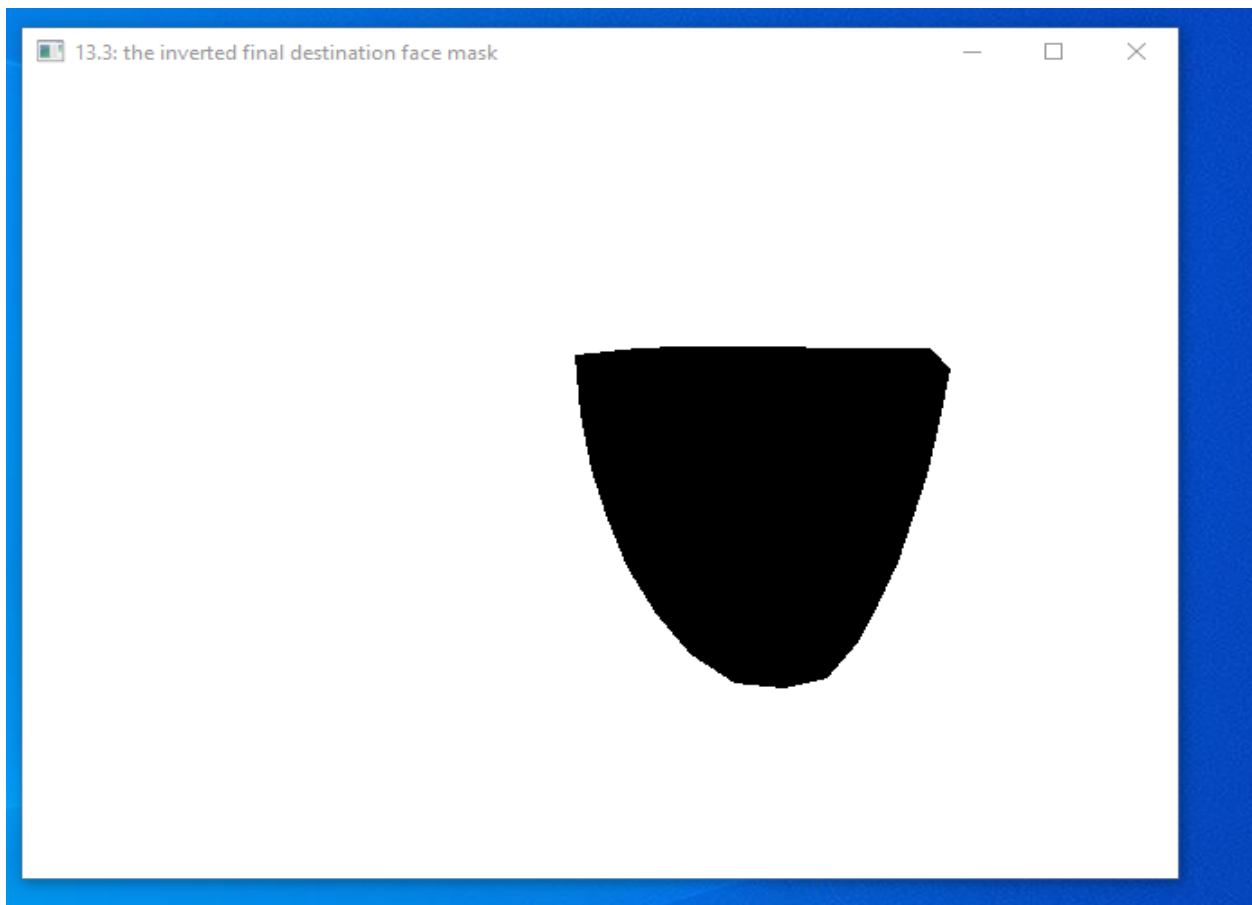 13.3: the inverted final destination face mask